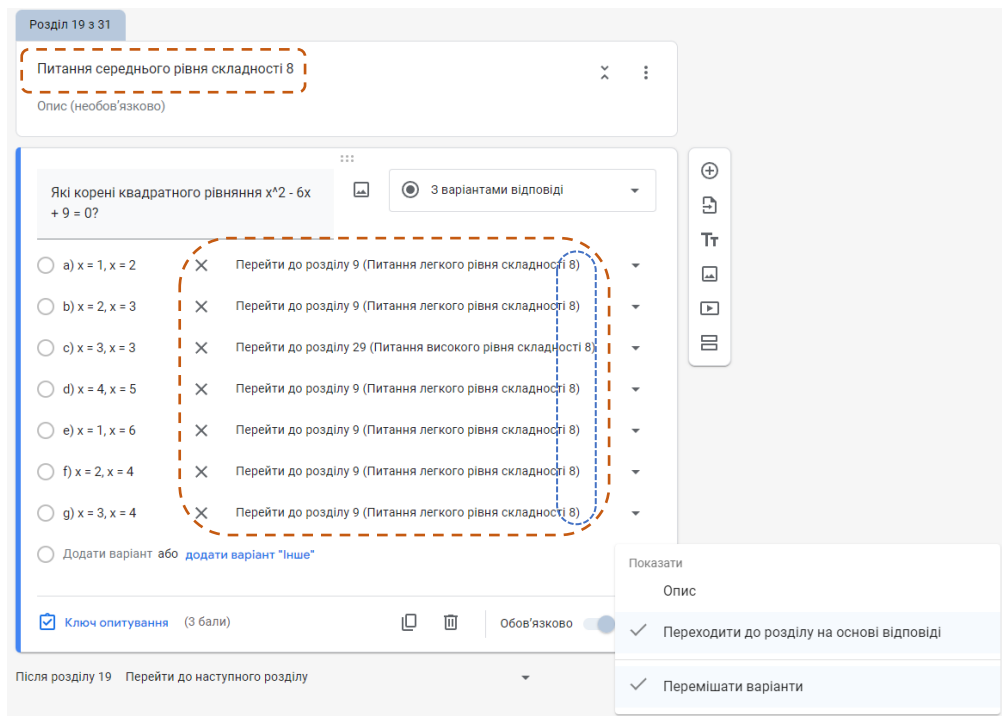 Розділ 19 з 31
Питання середнього рівня складності 8
Опис (необов'язково)
Які корені квадратного рівняння x^2 - 6x
+ 9 = 0?
З варіантами відповіді
a) x = 1, x = 2
Перейти до розділу 9 (Питання легкого рівня складності 8)
b) x = 2, x = 3
Перейти до розділу 9 (Питання легкого рівня складності 8)
c) x = 3, x = 3
Перейти до розділу 29 (Питання високого рівня складності 8)
d) x = 4, x = 5
Перейти до розділу 9 (Питання легкого рівня складності 8)
e) x = 1, x = 6
Перейти до розділу 9 (Питання легкого рівня складності 8)
f) x = 2, x = 4
Перейти до розділу 9 (Питання легкого рівня складності 8)
g) x = 3, x = 4
Перейти до розділу 9 (Питання легкого рівня складності 8)
Додати варіант або додати варіант "Інше"
Ключ опитування (3 бали)
Обов'язково
Показати
Опис
Переходити до розділу на основі відповіді
Перемішати варіанти
Після розділу 19 Перейти до наступного розділу
Tт